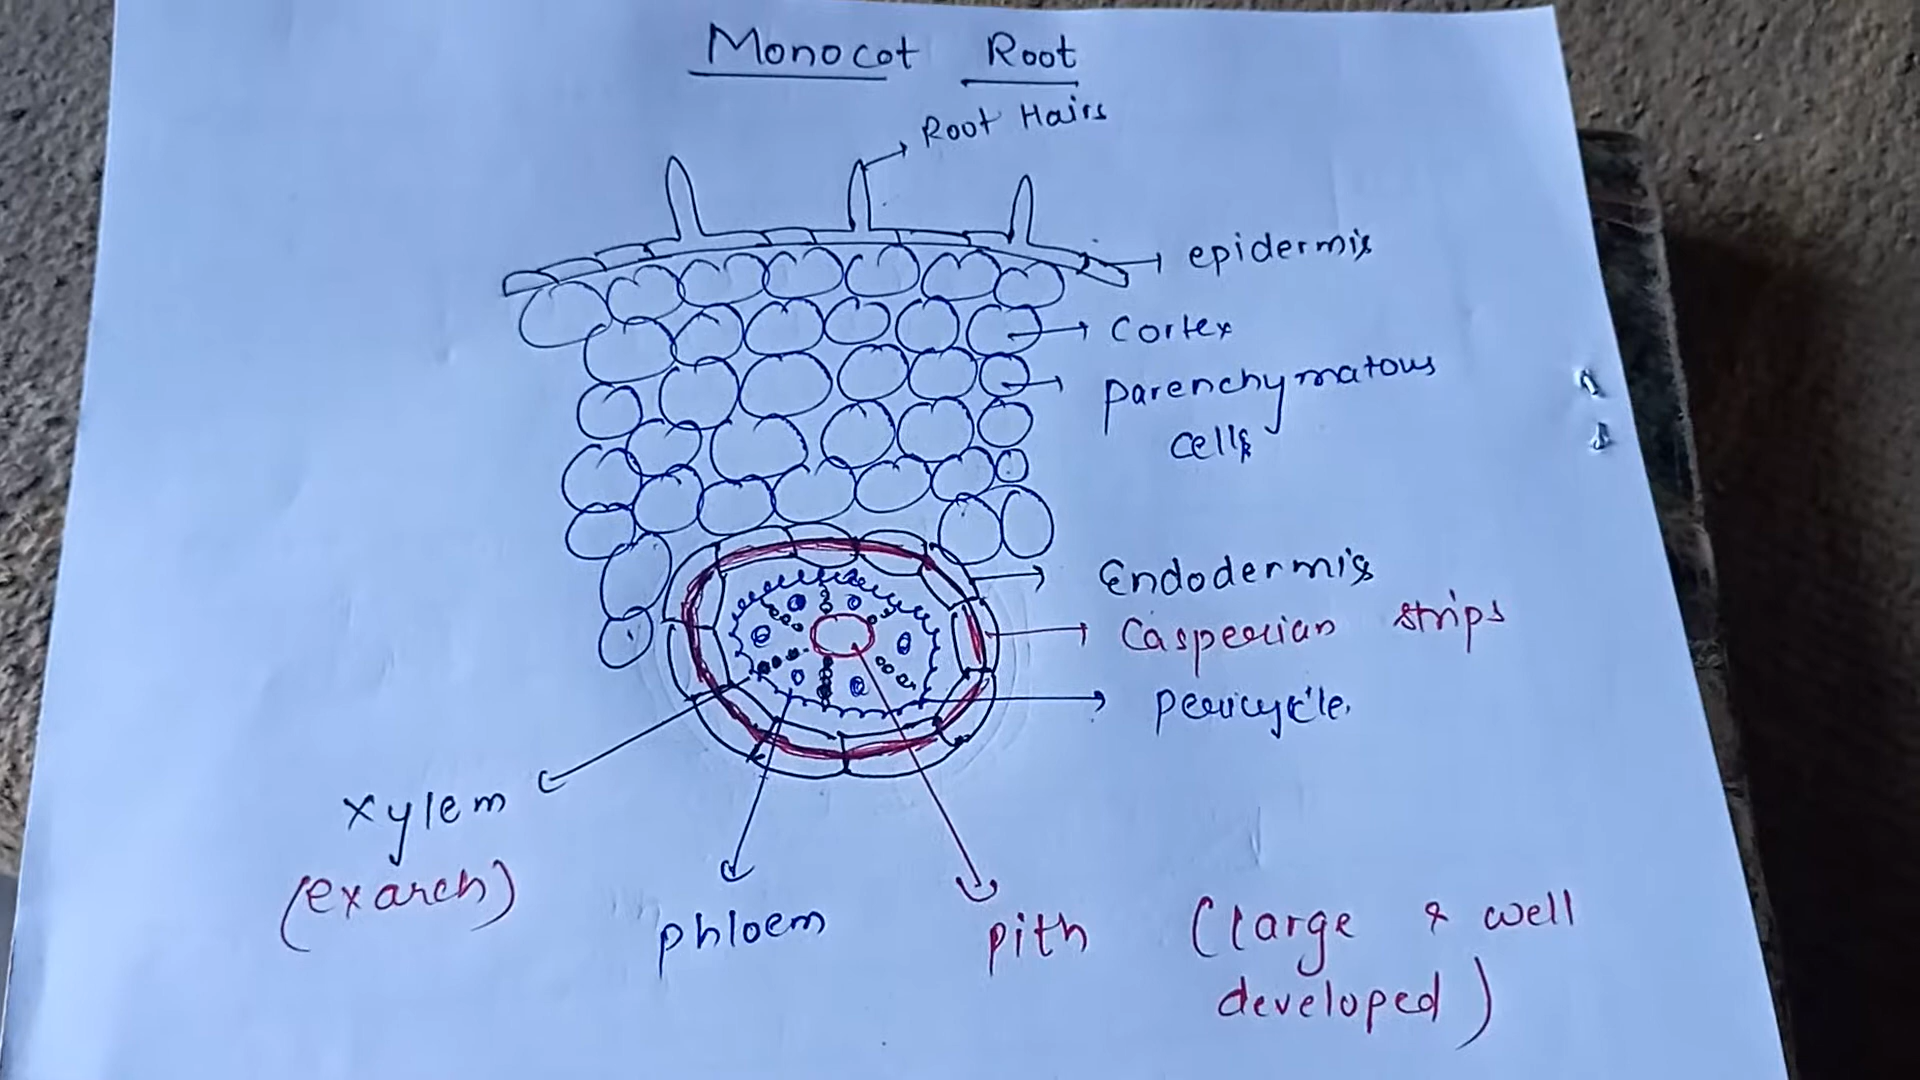 Monocot Root
Root Hairs
epidermis
Cortex
parenchymatous
cells
Endodermis
Casperian strips
pericycle.
xylem
(exarch)
phloem
pith (large & well
developed)